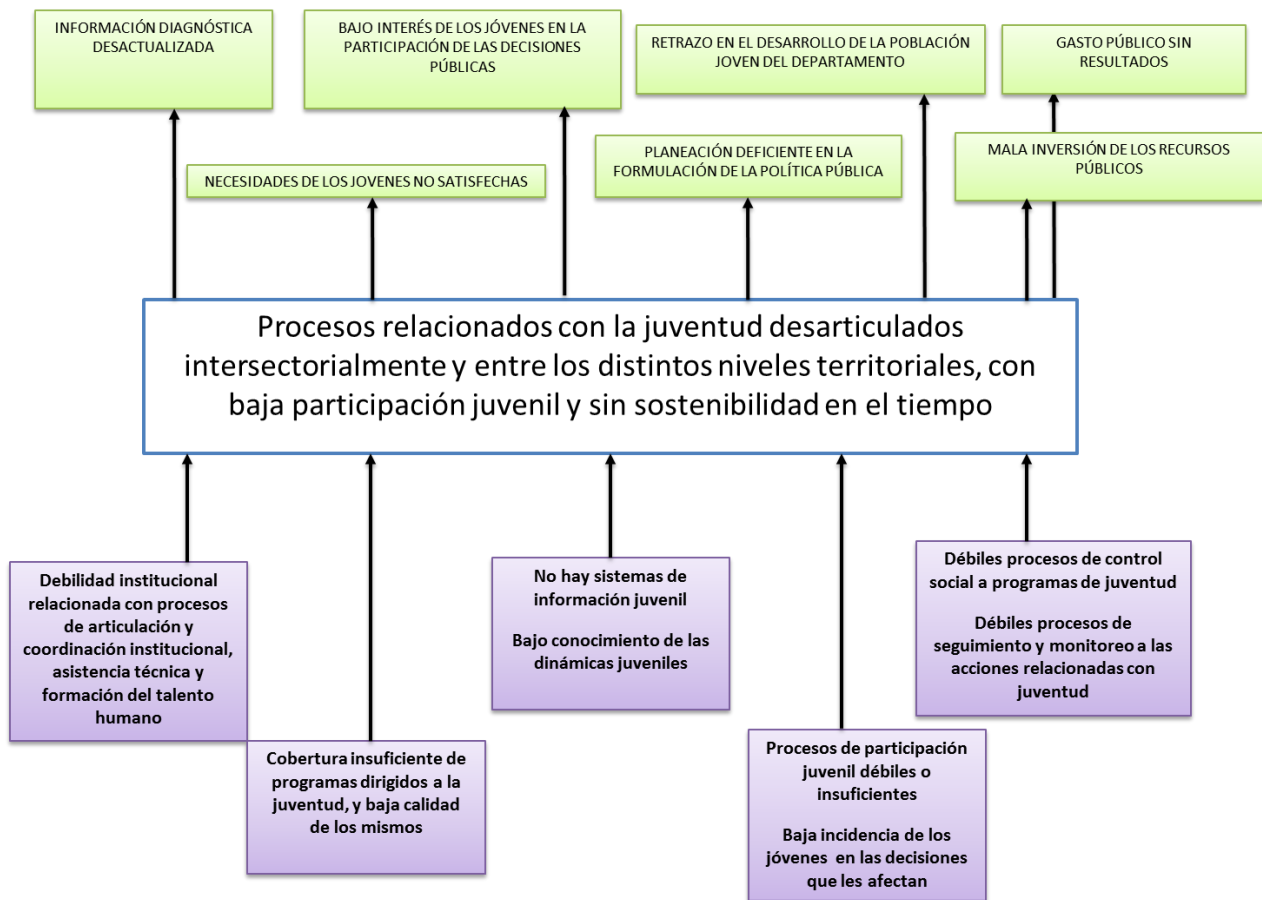 INFORMACIÓN DIAGNÓSTICA
DESACTUALIZADA
BAJO INTERÉS DE LOS JÓVENES EN LA
PARTICIPACIÓN DE LAS DECISIONES
PÚBLICAS
RETRAZO EN EL DESARROLLO DE LA POBLACIÓN
JOVEN DEL DEPARTAMENTO
GASTO PÚBLICO SIN
RESULTADOS
NECESIDADES DE LOS JOVENES NO SATISFECHAS
PLANEACIÓN DEFICIENTE EN LA
FORMULACIÓN DE LA POLÍTICA PÚBLICA
MALA INVERSIÓN DE LOS RECURSOS
PÚBLICOS
Procesos relacionados con la juventud desarticulados
intersectorialmente y entre los distintos niveles territoriales, con
baja participación juvenil y sin sostenibilidad en el tiempo
Debilidad institucional
relacionada con procesos
de articulación y
coordinación institucional,
asistencia técnica y
formación del talento
humano
Cobertura insuficiente de
programas dirigidos a la
juventud, y baja calidad
de los mismos
No hay sistemas de
información juvenil
Bajo conocimiento de las
dinámicas juveniles
Procesos de participación
juvenil débiles o
insuficientes
Baja incidencia de los
jóvenes en las decisiones
que les afectan
Débiles procesos de control
social a programas de juventud
Débiles procesos de
seguimiento y monitoreo a las
acciones relacionadas con
juventud